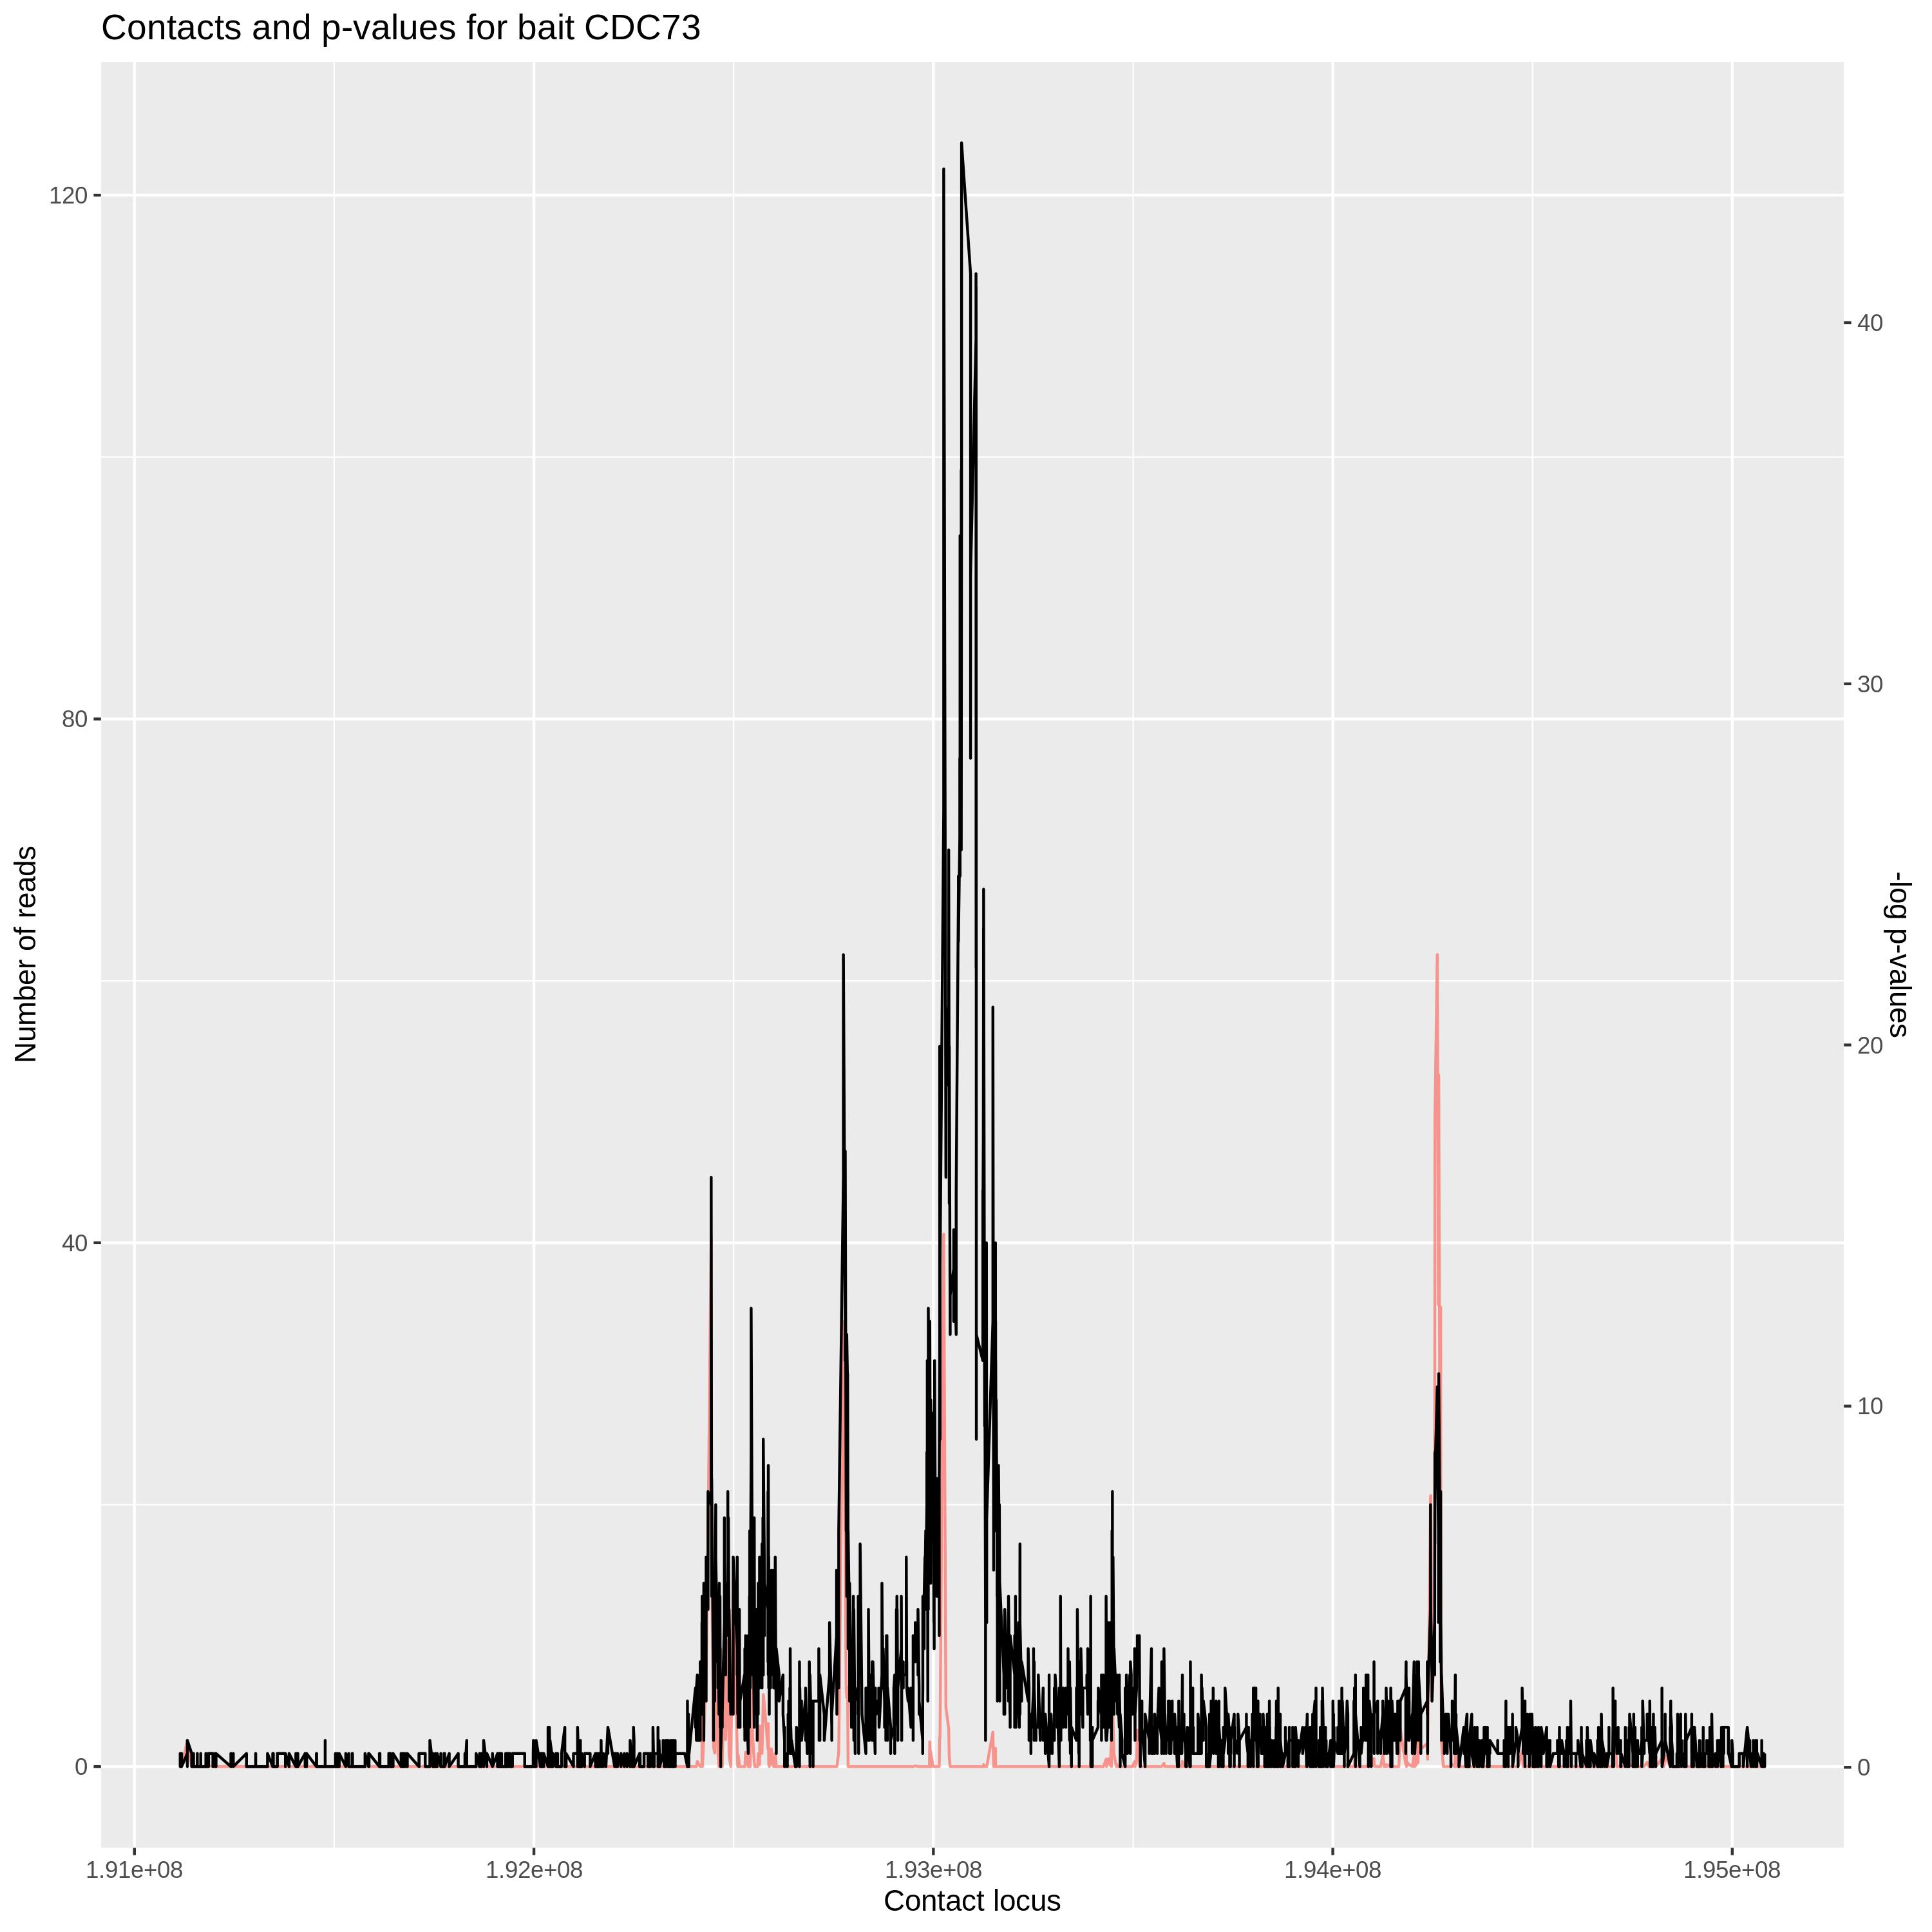 Contacts and p-values for bait CDC73
120
80
40
0
Number of reads
40
30
20
10
0
-log p-values
1.91e+08 1.92e+08 1.93e+08 1.94e+08 1.95e+08
Contact locus